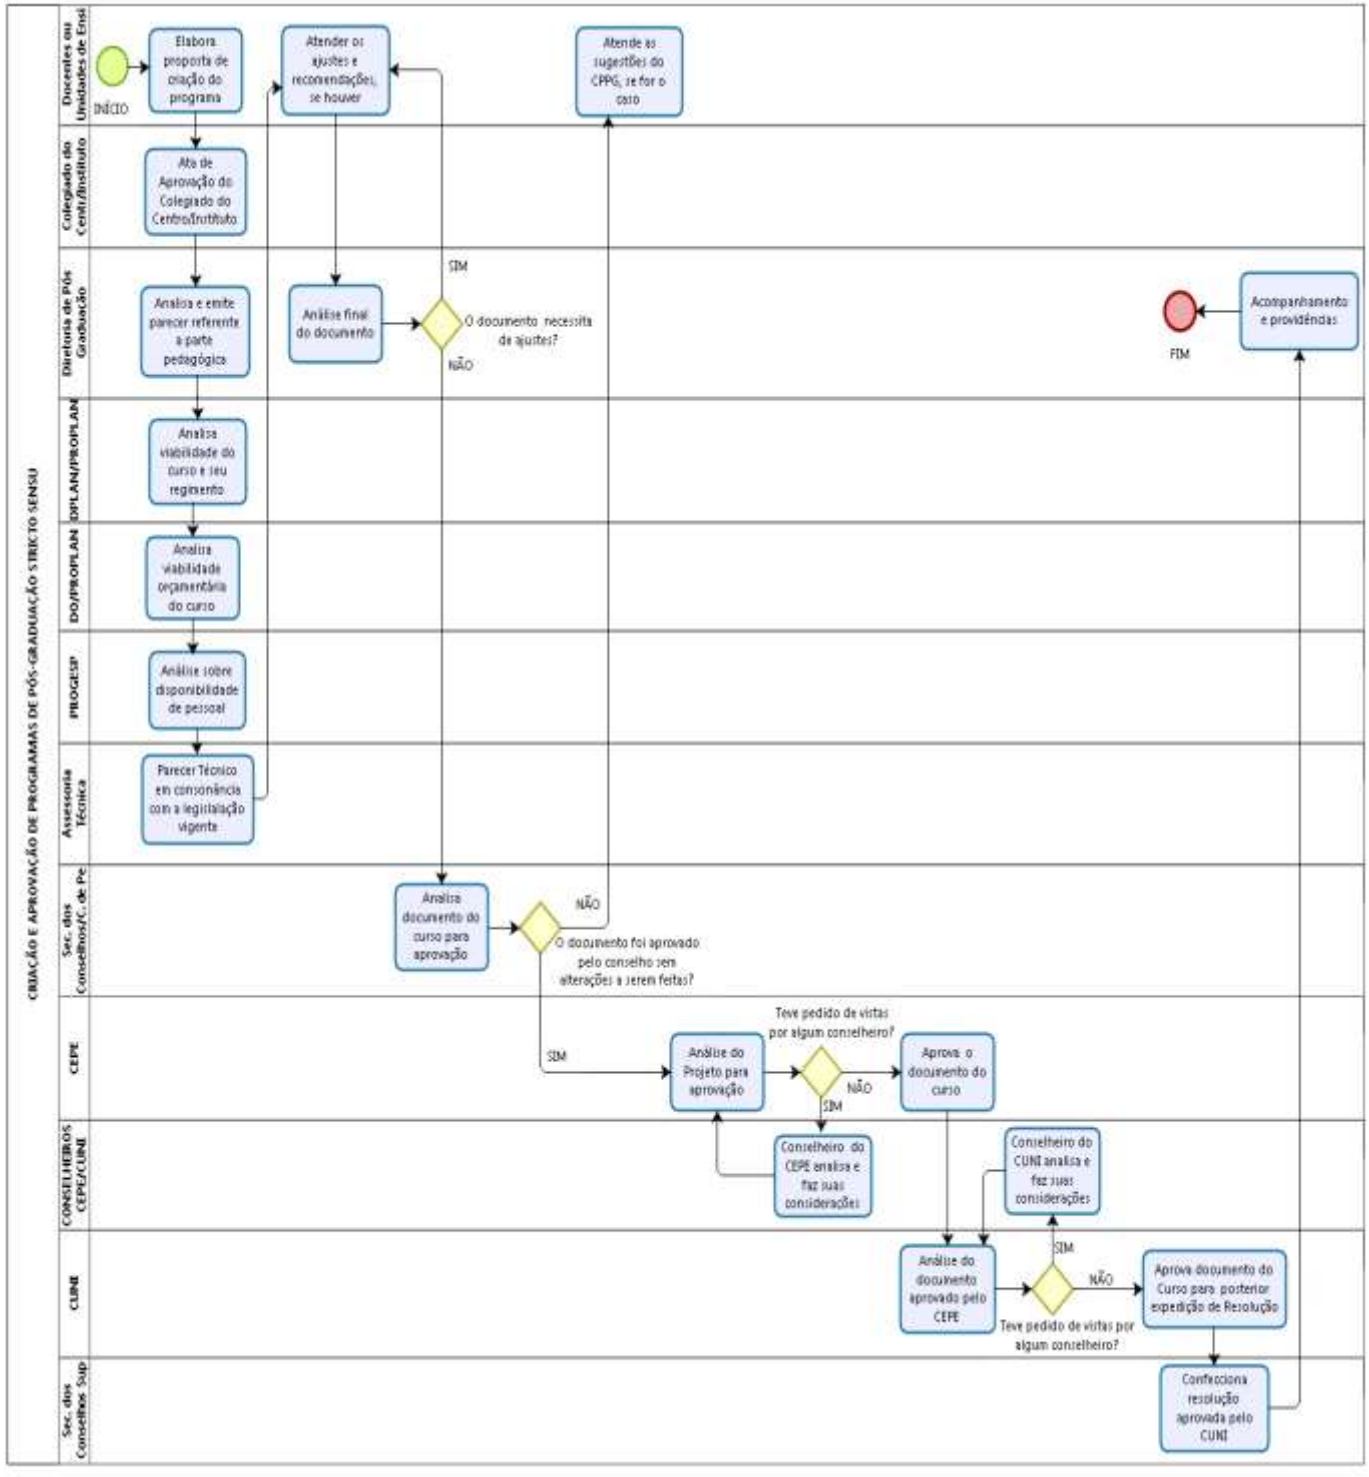 CRIAÇÃO E APROVAÇÃO DE PROGRAMAS DE PÓS-GRADUAÇÃO STRICTO SENSU
Docentes ou
Unidades de Ensi
INÍCIO
Elabora
proposta de
criação do
programa
Atender os
ajustes e
recomendações,
se houver
Atende as
sugestões do
CPPG, se for o
caso
Colegiado do
Centr/Instituto
Ata de
Aprovação do
Colegiado do
Centro/Instituto
Diretoria de Pós
Graduação
Analisa e emite
parecer referente
a parte
pedagógica
Análise final
do documento
SIM
O documento necessita
de ajustes?
NÃO
FIM
Acompanhamento
e providências
DPLAN/PROPLAN
Analisa
viabilidade do
curso e seu
regimento
DO/PROPLAN
Analisa
viabilidade
orçamentária
do curso
PROGESP
Análise sobre
disponibilidade
de pessoal
Assessoria
Técnica
Parecer Técnico
em consonância
com a legislalação
vigente
Sec. dos
Conselhos/C. de Pe
Analisa
documento do
curso para
aprovação
NÃO
O documento foi aprovado
pelo conselho sem
alterações a serem feitas?
SIM
CEPE
Análise do
Projeto para
aprovação
Teve pedido de vistas
por algum conselheiro?
NÃO
SIM
Aprova o
documento do
curso
CONSELHEIROS
CEPE/CUNI
Conselheiro do
CEPE analisa e
faz suas
considerações
Conselheiro do
CUNI analisa e
faz suas
considerações
CUNI
Análise do
documento
aprovado pelo
CEPE
SIM
NÃO
Teve pedido de vistas por
algum conselheiro?
Aprova documento do
Curso para posterior
expedição de Resolução
Sec. dos
Conselhos Sup
Confecciona
resolução
aprovada pelo
CUNI